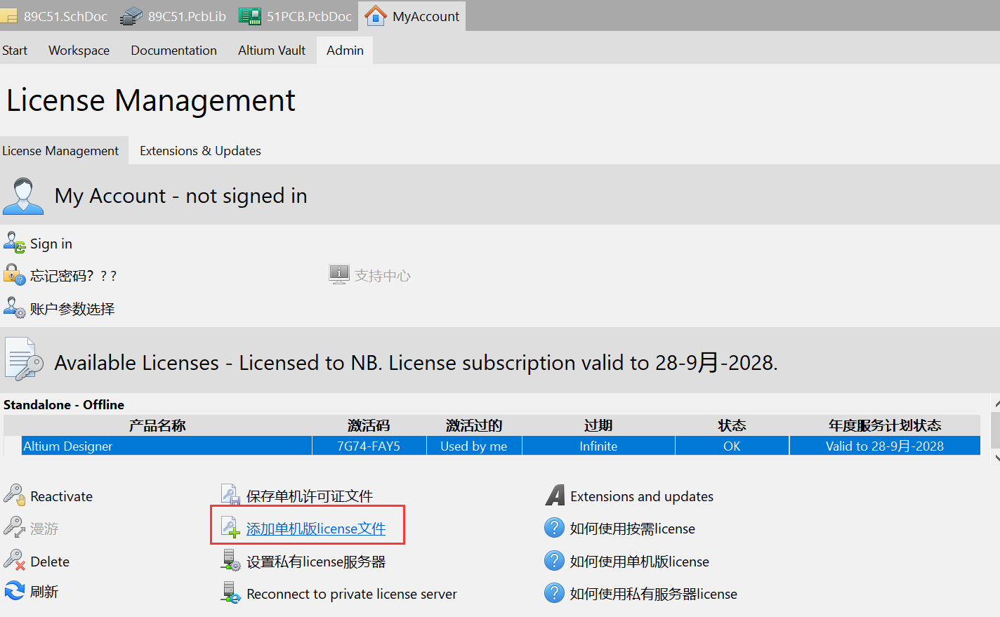 89C51.SchDoc 89C51.PcbLib 51PCB.PcbDoc MyAccount
Start Workspace Documentation Altium Vault Admin
License Management
License Management Extensions & Updates
My Account - not signed in
Sign in
忘记密码？??
支持中心
账户参数选择
Available Licenses - Licensed to NB. License subscription valid to 28-9月-2028.
Standalone - Offline
产品名称 激活码 激活过的 过期 状态 年度服务计划状态
Altium Designer 7G74-FAY5 Used by me Infinite OK Valid to 28-9月-2028
Reactivate 保存单机许可证文件 Extensions and updates
漫游 添加单机版license文件 如何使用按需license
Delete 设置私有license服务器 如何使用单机版license
刷新 Reconnect to private license server 如何使用私有服务器license